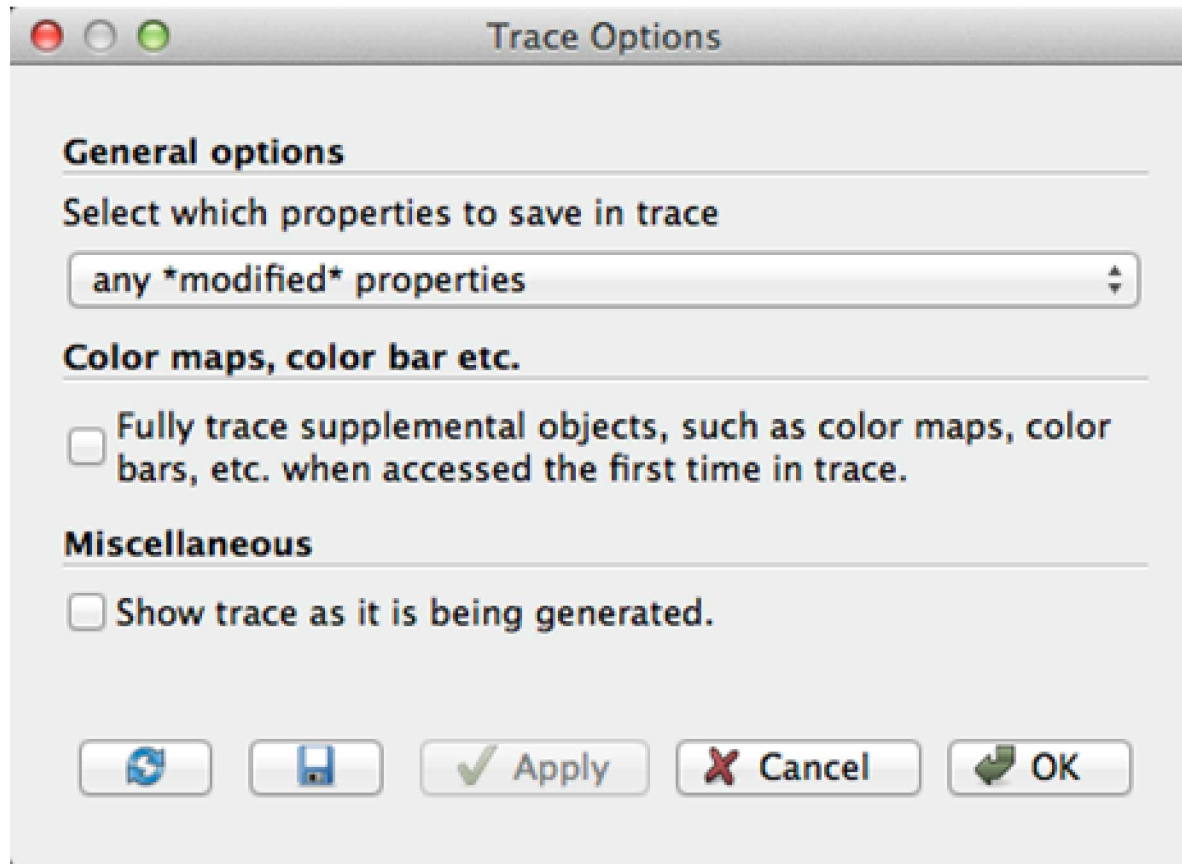 Trace Options
General options
Select which properties to save in trace
any *modified* properties
Color maps, color bar etc.
Fully trace supplemental objects, such as color maps, color
bars, etc. when accessed the first time in trace.
Miscellaneous
Show trace as it is being generated.
Apply Cancel OK